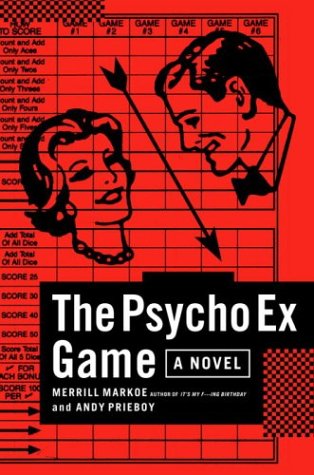 HOW
TO SCORE
GAME
#1
GAME
#2
GAME
#3
GAME
#4
GAME
#5
GAME
#6
Count and Add
Only Aces
Count and Add
Only Twos
Count and Add
Only Threes
Count and Add
Only Fours
Count and Add
Only Fives
Add Total
Of All Dice
Add Total
Of All Dice
SCORE 25
SCORE 30
SCORE 40
SCORE 50
Score Total
Of All 5 Dice
✓ FOR
EACH BONUS
SCORE 100
PER ✓
The Psycho Ex
Game A NOVEL
MERRILL MARKOE AUTHOR OF IT'S MY F---ING BIRTHDAY
and ANDY PRIEBOY